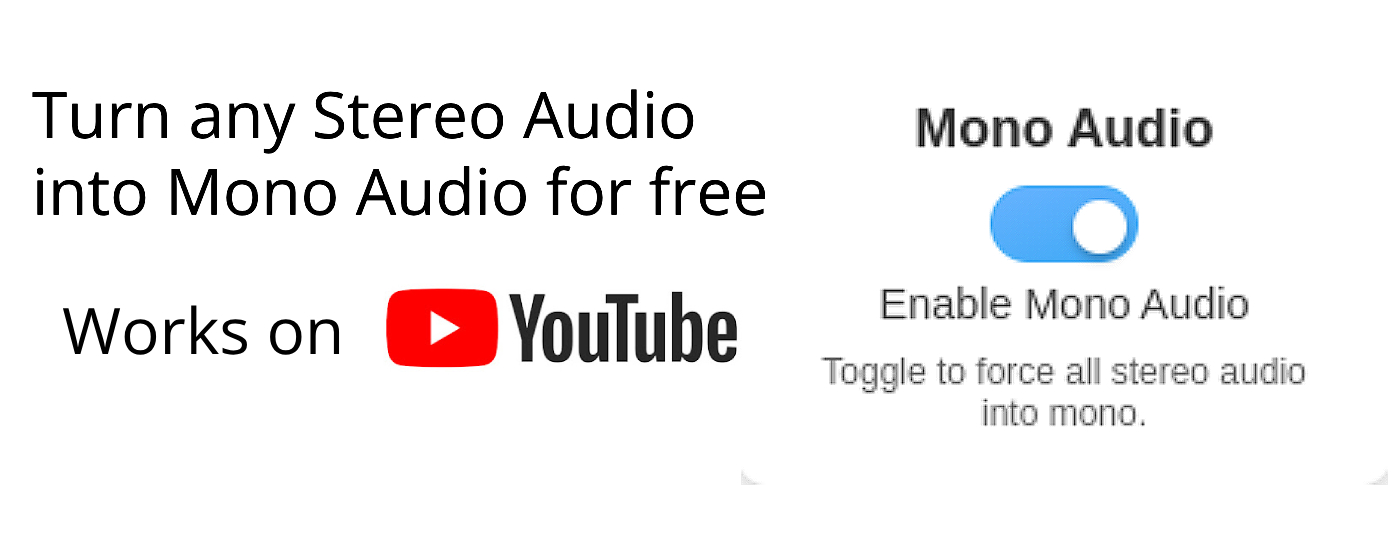 Turn any Stereo Audio
into Mono Audio for free
Works on YouTube
Mono Audio
Enable Mono Audio
Toggle to force all stereo audio
into mono.